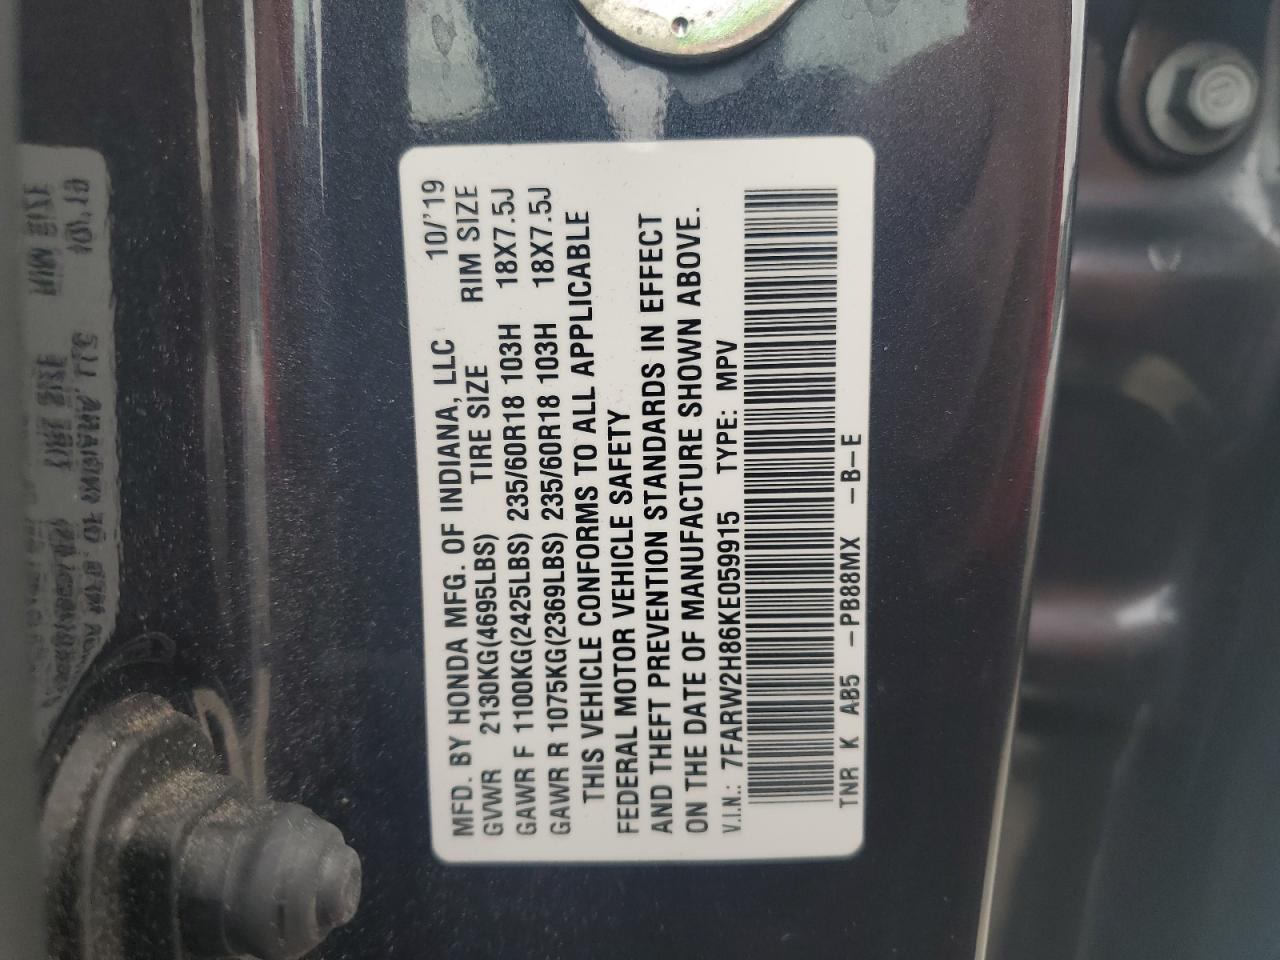 MFD. BY HONDA MFG. OF INDIANA, LLC 10/'19
GVWR 2130KG(4695LBS) TIRE SIZE RIM SIZE
GAWR F 1100KG(2425LBS) 235/60R18 103H 18X7.5J
GAWR R 1075KG(2369LBS) 235/60R18 103H 18X7.5J
THIS VEHICLE CONFORMS TO ALL APPLICABLE
FEDERAL MOTOR VEHICLE SAFETY
AND THEFT PREVENTION STANDARDS IN EFFECT
ON THE DATE OF MANUFACTURE SHOWN ABOVE.
V.I.N.: 7FARW2H86KE059915 TYPE: MPV
TNR K AB5 -PB88MX -B-E